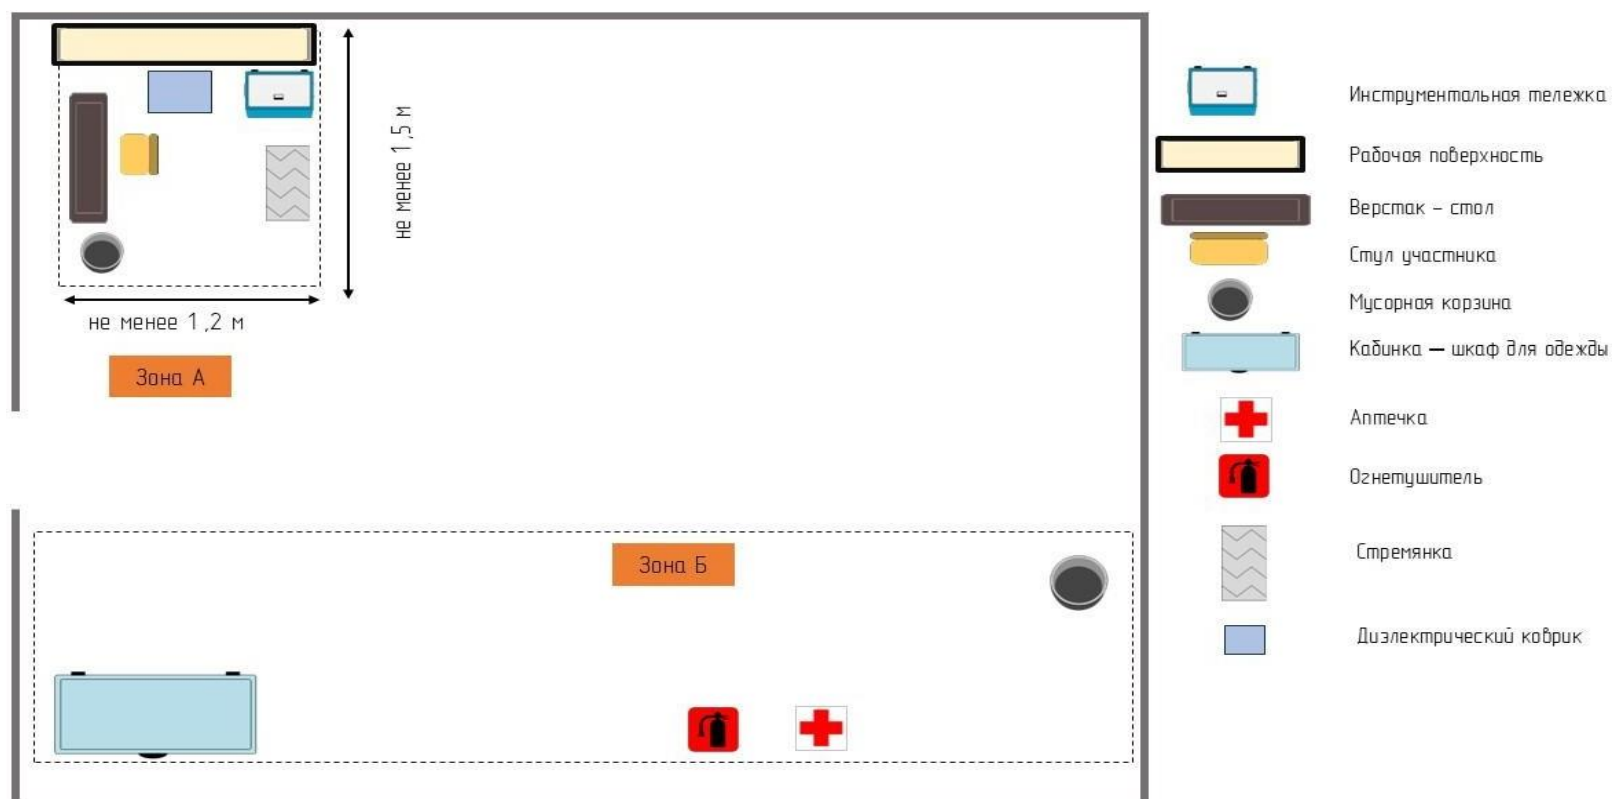 не менее 1,5 м
не менее 1,2 м
Зона А
Зона Б
Инструментальная тележка
Рабочая поверхность
Верстак – стол
Стул участника
Мусорная корзина
Кабинка — шкаф для одежды
Аптечка
Огнетушитель
Стремянка
Диэлектрический коврик